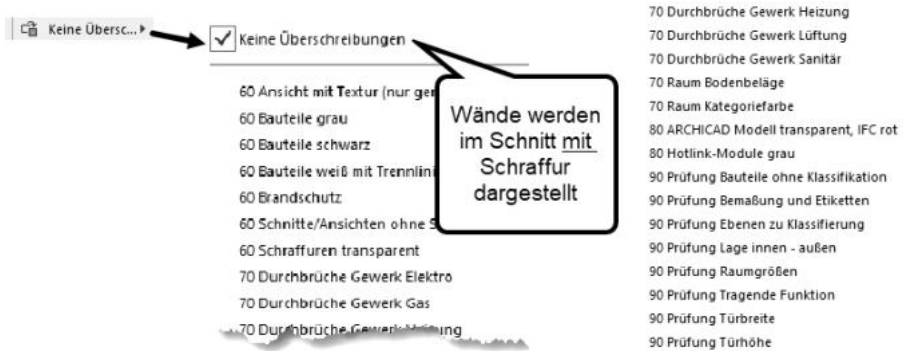 Keine Übersc...
Keine Überschreibungen
60 Ansicht mit Textur (nur ger
60 Bauteile grau
60 Bauteile schwarz
60 Bauteile weiß mit Trennlini
60 Brandschutz
60 Schnitte/Ansichten ohne S
60 Schraffuren transparent
70 Durchbrüche Gewerk Elektro
70 Durchbrüche Gewerk Gas
70 Durchbrüche Gewerk Heizung
Wände werden
im Schnitt mit
Schraffur
dargestellt
70 Durchbrüche Gewerk Heizung
70 Durchbrüche Gewerk Lüftung
70 Durchbrüche Gewerk Sanitär
70 Raum Bodenbeläge
70 Raum Kategoriefarbe
80 ARCHICAD Modell transparent, IFC rot
80 Hotlink-Module grau
90 Prüfung Bauteile ohne Klassifikation
90 Prüfung Bemaßung und Etiketten
90 Prüfung Ebenen zu Klassifierung
90 Prüfung Lage innen - außen
90 Prüfung Raumgrößen
90 Prüfung Tragende Funktion
90 Prüfung Türbreite
90 Prüfung Türhöhe